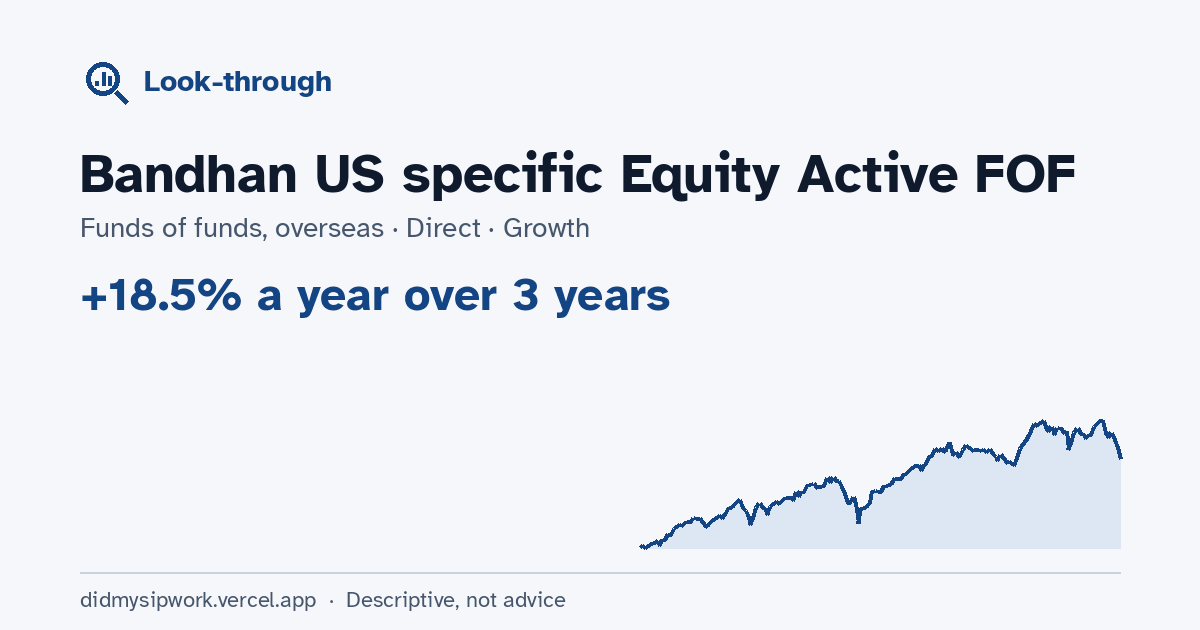 Look-through
Bandhan US specific Equity Active FOF
Funds of funds, overseas · Direct · Growth
+18.5% a year over 3 years
didmysipwork.vercel.app · Descriptive, not advice